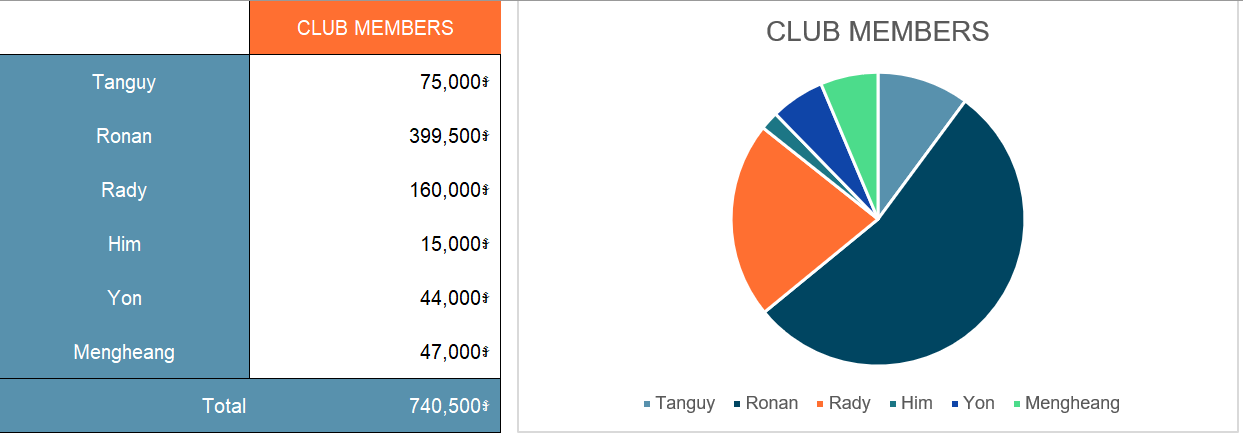 CLUB MEMBERS
Tanguy 75,000៛
Ronan 399,500៛
Rady 160,000៛
Him 15,000៛
Yon 44,000៛
Mengheang 47,000៛
Total 740,500៛
CLUB MEMBERS
Tanguy Ronan Rady Him Yon Mengheang